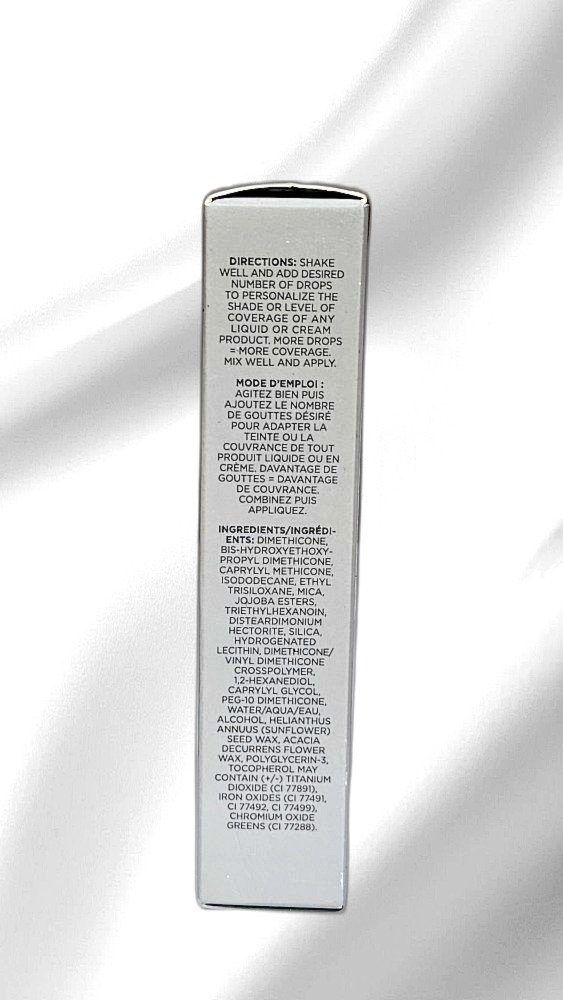 DIRECTIONS: SHAKE
WELL AND ADD DESIRED
NUMBER OF DROPS
TO PERSONALIZE THE
SHADE OR LEVEL OF
COVERAGE OF ANY
LIQUID OR CREAM
PRODUCT. MORE DROPS
= MORE COVERAGE.
MIX WELL AND APPLY.
MODE D'EMPLOI :
AGITEZ BIEN PUIS
AJOUTEZ LE NOMBRE
DE GOUTTES DÉSIRÉ
POUR ADAPTER LA
TEINTE OU LA
COUVRANCE DE TOUT
PRODUIT LIQUIDE OU EN
CRÈME. DAVANTAGE DE
GOUTTES = DAVANTAGE
DE COUVRANCE.
COMBINEZ PUIS
APPLIQUEZ.
INGREDIENTS/INGRÉDI-
ENTS: DIMETHICONE,
BIS-HYDROXYETHOXY-
PROPYL DIMETHICONE,
CAPRYLYL METHICONE,
ISODODECANE, ETHYL
TRISILOXANE, MICA,
JOJOBA ESTERS,
TRIETHYLHEXANOIN,
DISTEARDIMONIUM
HECTORITE, SILICA,
HYDROGENATED
LECITHIN, DIMETHICONE/
VINYL DIMETHICONE
CROSSPOLYMER,
1,2-HEXANEDIOL,
CAPRYLYL GLYCOL,
PEG-10 DIMETHICONE,
WATER/AQUA/EAU,
ALCOHOL, HELIANTHUS
ANNUUS (SUNFLOWER)
SEED WAX, ACACIA
DECURRENS FLOWER
WAX, POLYGLYCERIN-3,
TOCOPHEROL MAY
CONTAIN (+/-) TITANIUM
DIOXIDE (CI 77891),
IRON OXIDES (CI 77491,
CI 77492, CI 77499),
CHROMIUM OXIDE
GREENS (CI 77288).